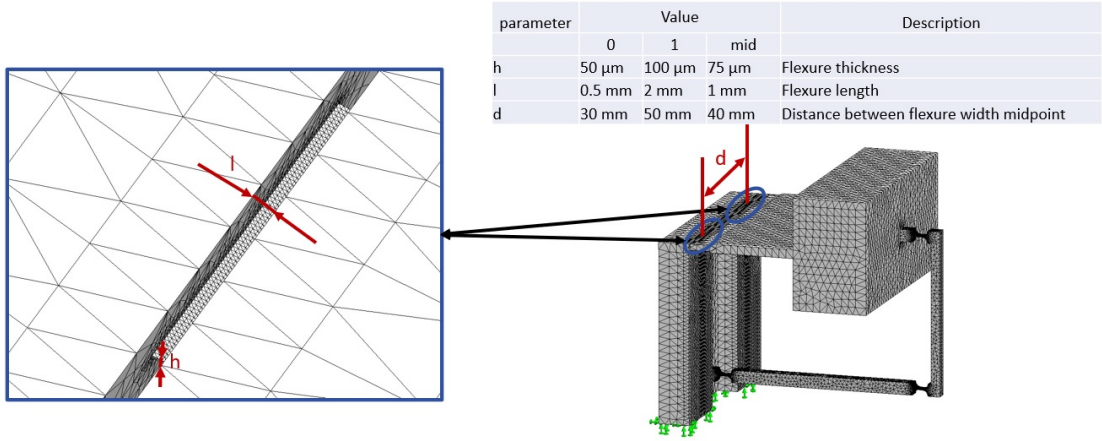 parameter Value Description
0 1 mid
h 50 µm 100 µm 75 µm Flexure thickness
l 0.5 mm 2 mm 1 mm Flexure length
d 30 mm 50 mm 40 mm Distance between flexure width midpoint
l
h
d